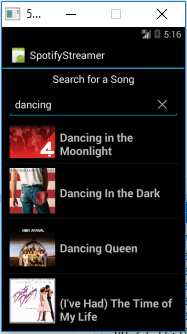 5...
5:16
SpotifyStreamer
Search for a Song
dancing
Dancing in the
Moonlight
Dancing In the Dark
Dancing Queen
(I've Had) The Time of
My Life